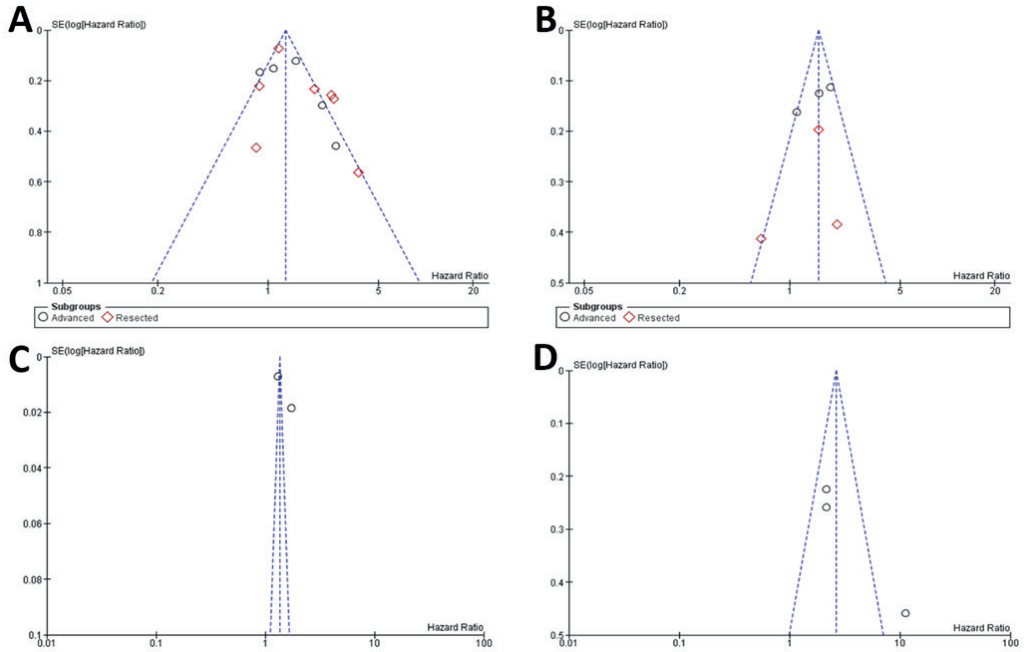 A
SE(log[Hazard Ratio])
0
0.2
0.4
0.6
0.8
1
Hazard Ratio
0.05 0.2 1 5 20
Subgroups
Advanced Resected
B
SE(log[Hazard Ratio])
0
0.1
0.2
0.3
0.4
0.5
Hazard Ratio
0.05 0.2 1 5 20
Subgroups
Advanced Resected
C
SE(log[Hazard Ratio])
0
0.02
0.04
0.06
0.08
0.1
Hazard Ratio
0.01 0.1 1 10 100
D
SE(log[Hazard Ratio])
0
0.1
0.2
0.3
0.4
0.5
Hazard Ratio
0.01 0.1 1 10 100